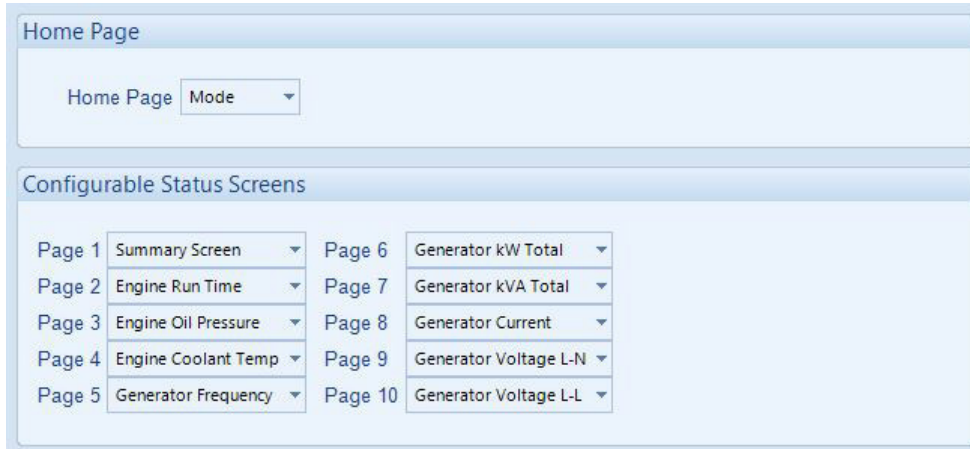 Home Page
Home Page Mode
Configurable Status Screens
Page 1 Summary Screen Page 6 Generator kW Total
Page 2 Engine Run Time Page 7 Generator kVA Total
Page 3 Engine Oil Pressure Page 8 Generator Current
Page 4 Engine Coolant Temp Page 9 Generator Voltage L-N
Page 5 Generator Frequency Page 10 Generator Voltage L-L